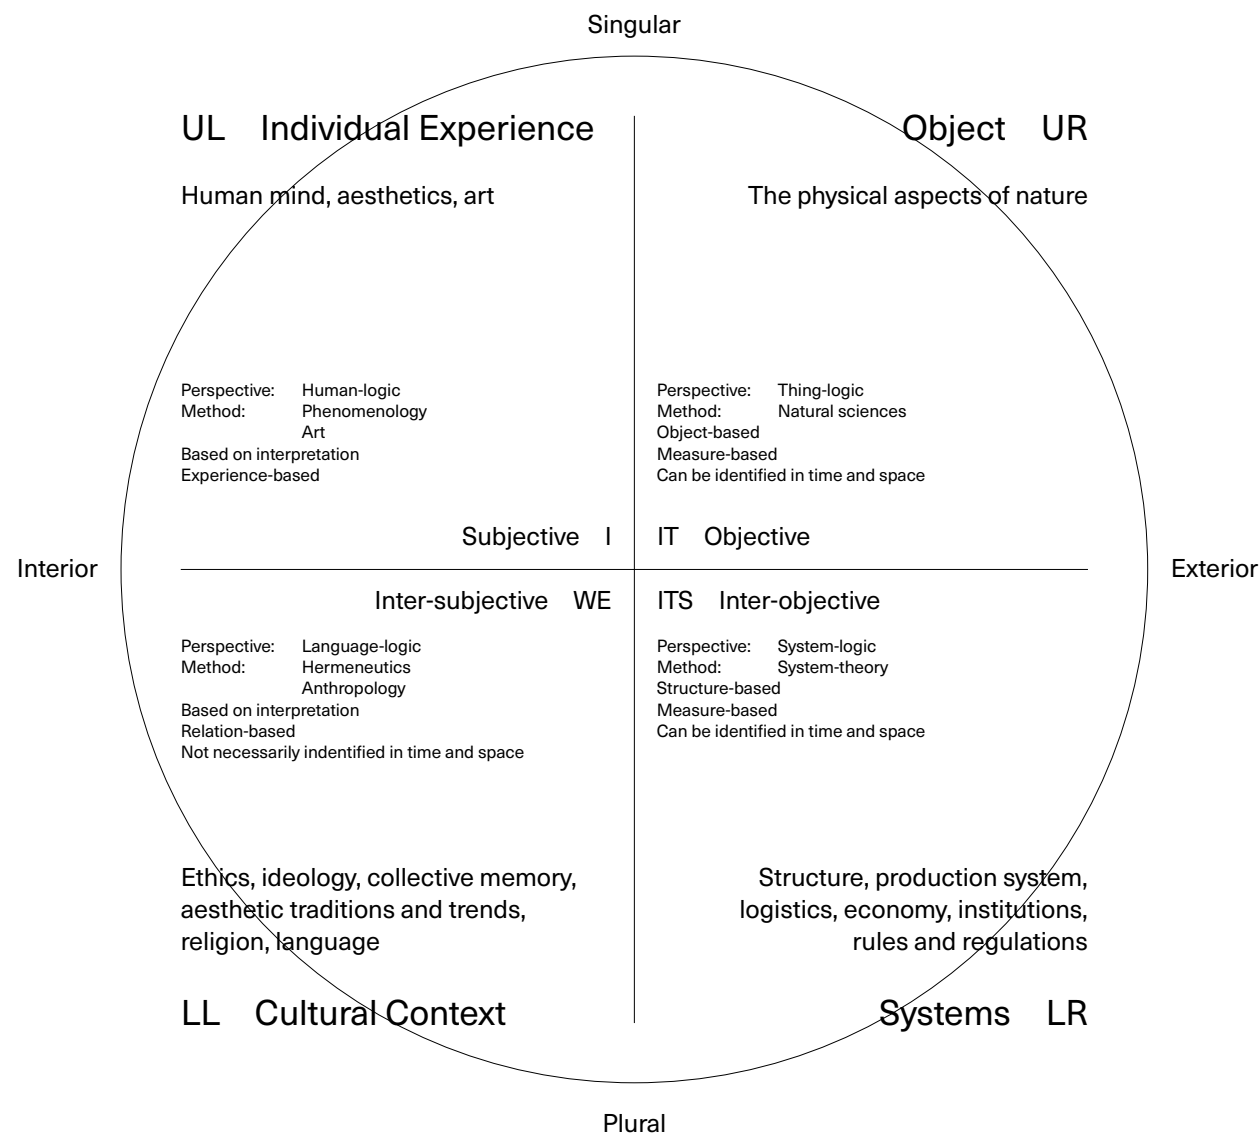 Singular
UL Individual Experience
Human mind, aesthetics, art
Perspective: Human-logic
Method: Phenomenology
Art
Based on interpretation
Experience-based
Subjective I
Object UR
The physical aspects of nature
Perspective: Thing-logic
Method: Natural sciences
Object-based
Measure-based
Can be identified in time and space
IT Objective
Interior
Exterior
Inter-subjective WE
Perspective: Language-logic
Method: Hermeneutics
Anthropology
Based on interpretation
Relation-based
Not necessarily indentified in time and space
Ethics, ideology, collective memory,
aesthetic traditions and trends,
religion, language
LL Cultural Context
ITS Inter-objective
Perspective: System-logic
Method: System-theory
Structure-based
Measure-based
Can be identified in time and space
Structure, production system,
logistics, economy, institutions,
rules and regulations
Systems LR
Plural